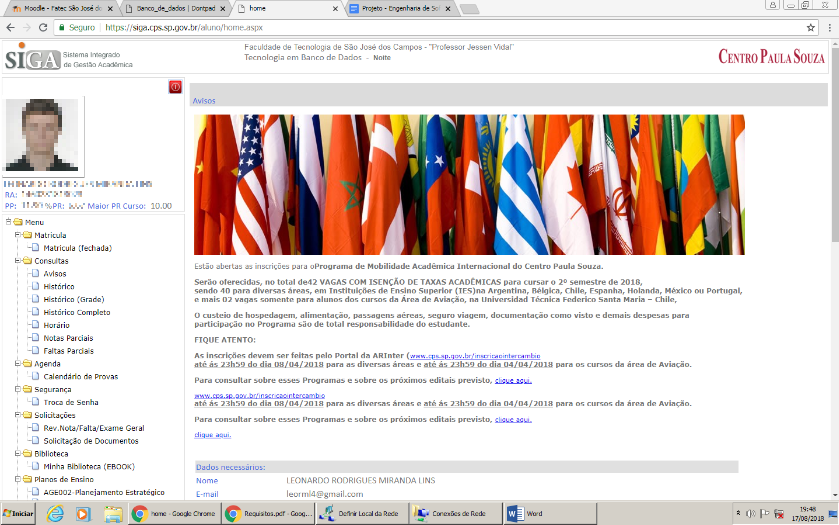 Moodle - Fatec São José do
Banco_de_dados | Dontpad
home
Projeto - Engenharia de Sof
Seguro
https://siga.cps.sp.gov.br/aluno/home.aspx
SIGA
Sistema Integrado
de Gestão Acadêmica
Faculdade de Tecnologia de São José dos Campos - "Professor Jessen Vidal"
Tecnologia em Banco de Dados - Noite
CENTRO PAULA SOUZA
RA:
PP: %PR: Maior PR Curso: 10.00
Menu
Matricula
Matricula (fechada)
Consultas
Avisos
Histórico
Histórico (Grade)
Histórico Completo
Horário
Notas Parciais
Faltas Parciais
Agenda
Calendário de Provas
Segurança
Troca de Senha
Solicitações
Rev.Nota/Falta/Exame Geral
Solicitação de Documentos
Biblioteca
Minha Biblioteca (EBOOK)
Planos de Ensino
AGE002-Planejamento Estratégico
Avisos
Estão abertas as inscrições para oPrograma de Mobilidade Acadêmica Internacional do Centro Paula Souza.
Serão oferecidas, no total de42 VAGAS COM ISENÇÃO DE TAXAS ACADÊMICAS para cursar o 2º semestre de 2018,
sendo 40 para diversas áreas, em Instituições de Ensino Superior (IES)na Argentina, Bélgica, Chile, Espanha, Holanda, México ou Portugal,
e mais 02 vagas somente para alunos dos cursos da Área de Aviação, na Universidad Técnica Federico Santa Maria – Chile,
O custeio de hospedagem, alimentação, passagens aéreas, seguro viagem, documentação como visto e demais despesas para
participação no Programa são de total responsabilidade do estudante.
FIQUE ATENTO:
As inscrições devem ser feitas pelo Portal da ARInter (www.cps.sp.gov.br/inscricaointercambio
até ás 23h59 do dia 08/04/2018 para as diversas áreas e até ás 23h59 do dia 04/04/2018 para os cursos da área de Aviação.
Para consultar sobre esses Programas e sobre os próximos editais previsto, clique aqui.
www.cps.sp.gov.br/inscricaointercambio.
até ás 23h59 do dia 08/04/2018 para as diversas áreas e até ás 23h59 do dia 04/04/2018 para os cursos da área de Aviação.
Para consultar sobre esses Programas e sobre os próximos editais previsto, clique aqui.
clique aqui.
Dados necessários:
Nome LEONARDO RODRIGUES MIRANDA LINS
E-mail leorml4@gmail.com
Iniciar
home - Google Chrome
Requisitos.pdf - Goog...
Definir Local da Rede
Conexões de Rede
Word
19:48
17/08/2018